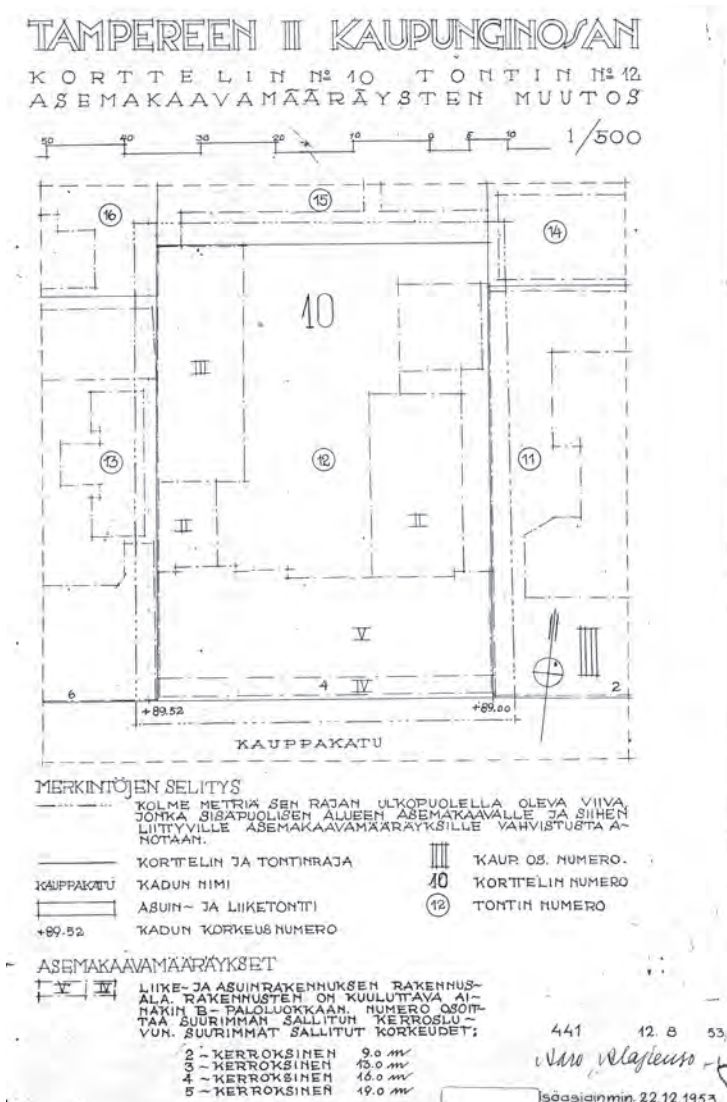 TAMPEREEN III KAUPUNGINOSAN
KORTTELIN Nº 10 TONTIN Nº 12
ASEMAKAAVAMÄÄRÄYSTEN MUUTOS
50 40 30 20 10 0 5 10 1/500
16
15
14
10
III
13
12
11
II
II
V
4 IV
6
2
+89.52
+89.00
KAUPPAKATU
MERKINTÖJEN SELITYS
KOLME METRIÄ SEN RAJAN ULKOPUOLELLA OLEVA VIIVA,
JONKA SISÄPUOLISEN ALUEEN ASEMAKAAVALLE JA SIIHEN
LIITTYVILLE ASEMAKAAVAMÄÄRÄYKSILLE VAHVISTUSTA A-
NOTAAN.
KORTTELIN JA TONTINRAJA
KAUPPAKATU KADUN NIMI
ASUIN- JA LIIKETONTTI
+89.52 KADUN KORKEUSNUMERO
III KAUP. OS. NUMERO.
10 KORTTELIN NUMERO
12 TONTIN NUMERO
ASEMAKAAVAMÄÄRÄYKSET
V IV LIIKE- JA ASUINRAKENNUKSEN RAKENNUS-
ALA. RAKENNUSTEN ON KUULUTTAVA AI-
NAKIN B-PALOLUOKKAAN. NUMERO OSOIT-
TAA SUURIMMAN SALLITUN KERROSLU-
VUN. SUURIMMAT SALLITUT KORKEUDET:
2-KERROKSINEN 9.0 m
3-KERROKSINEN 13.0 m
4-KERROKSINEN 16.0 m
5-KERROKSINEN 19.0 m
441 12.8 53,
Isäasiainmin. 22.12.1953